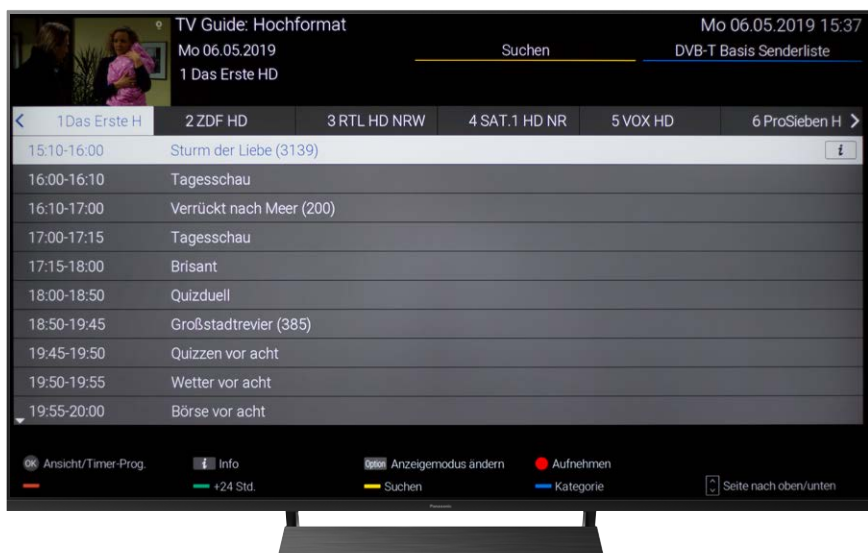 TV Guide: Hochformat
Mo 06.05.2019 15:37
Mo 06.05.2019
Suchen
DVB-T Basis Senderliste
1 Das Erste HD
1Das Erste H 2 ZDF HD 3 RTL HD NRW 4 SAT.1 HD NR 5 VOX HD 6 ProSieben H
15:10-16:00 Sturm der Liebe (3139) i
16:00-16:10 Tagesschau
16:10-17:00 Verrückt nach Meer (200)
17:00-17:15 Tagesschau
17:15-18:00 Brisant
18:00-18:50 Quizduell
18:50-19:45 Großstadtrevier (385)
19:45-19:50 Quizzen vor acht
19:50-19:55 Wetter vor acht
19:55-20:00 Börse vor acht
OK Ansicht/Timer-Prog. i Info Option Anzeigemodus ändern Aufnehmen
+24 Std. Suchen Kategorie Seite nach oben/unten
Panasonic